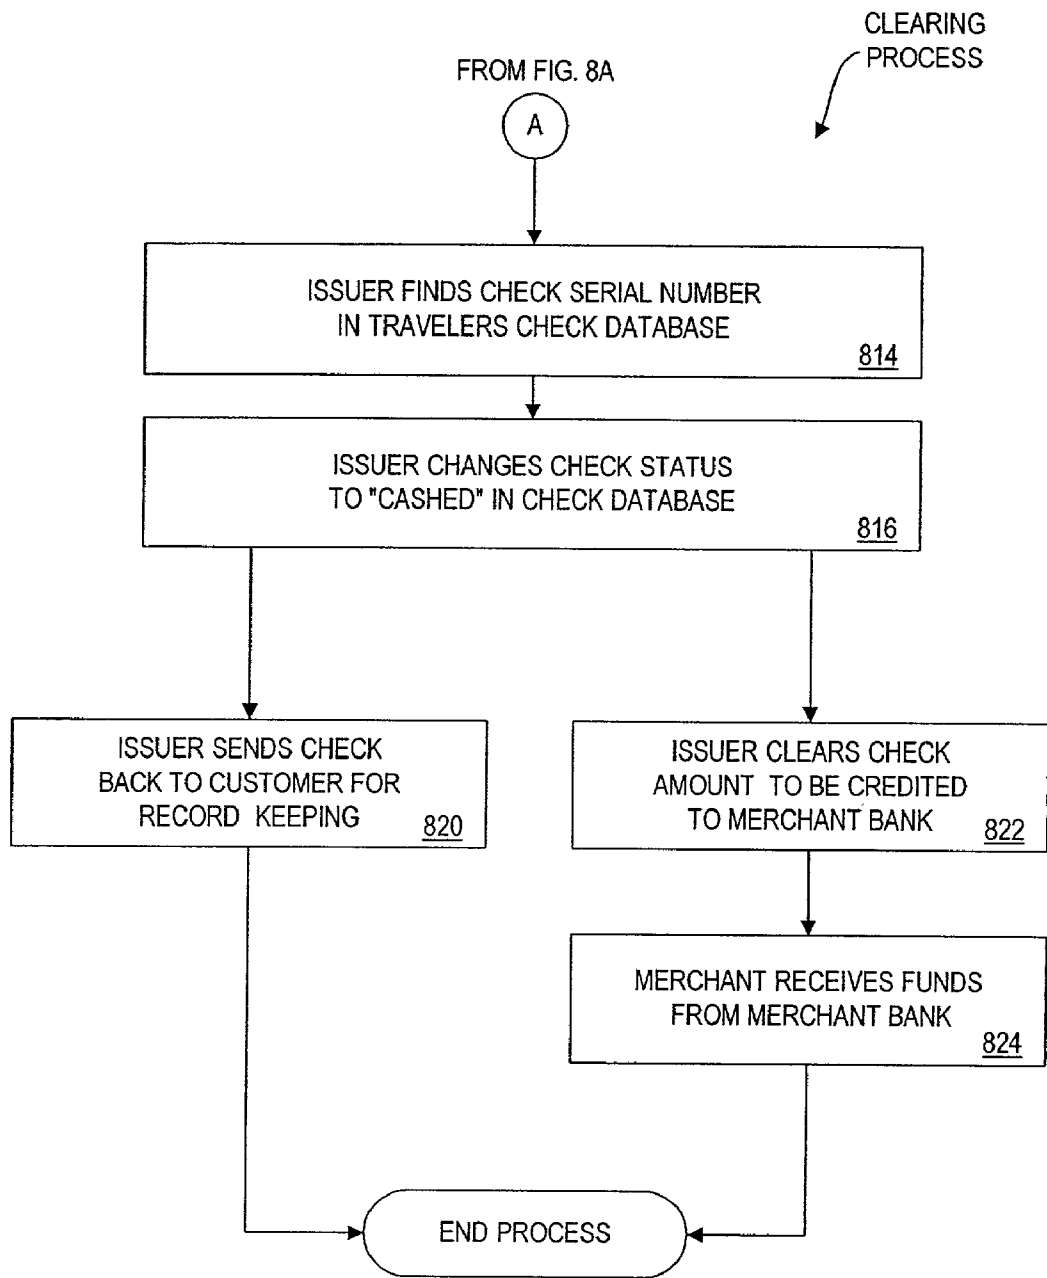 CLEARING
PROCESS
FROM FIG. 8A
A
ISSUER FINDS CHECK SERIAL NUMBER
IN TRAVELERS CHECK DATABASE
814
ISSUER CHANGES CHECK STATUS
TO "CASHED" IN CHECK DATABASE
816
ISSUER SENDS CHECK
BACK TO CUSTOMER FOR
RECORD KEEPING
820
ISSUER CLEARS CHECK
AMOUNT TO BE CREDITED
TO MERCHANT BANK
822
MERCHANT RECEIVES FUNDS
FROM MERCHANT BANK
824
END PROCESS